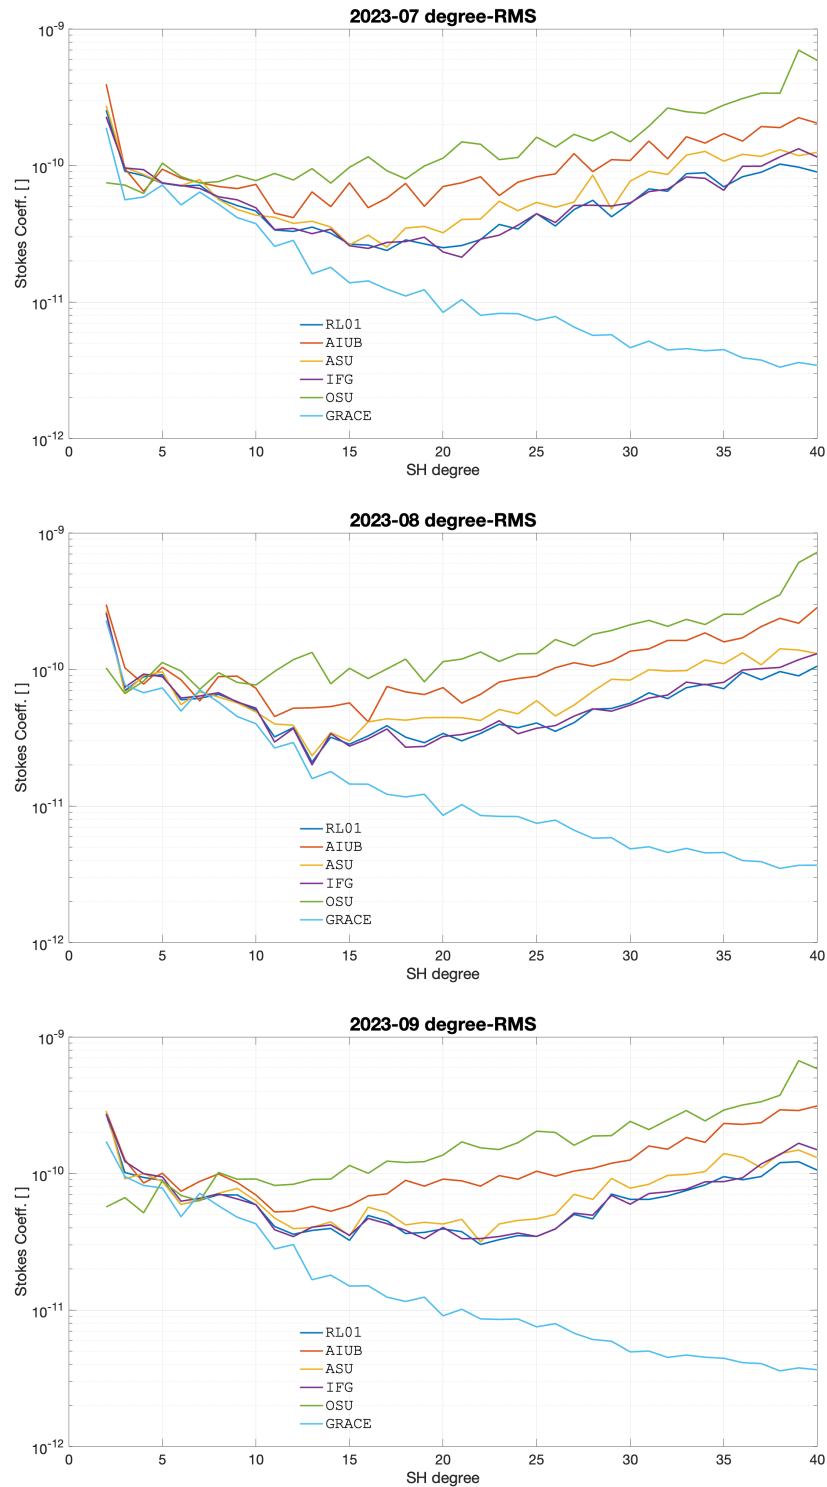 2023-07 degree-RMS
10^-9
10^-10
10^-11
10^-12
Stokes Coeff. [ ]
RL01
AIUB
ASU
IFG
OSU
GRACE
0 5 10 15 20 25 30 35 40
SH degree
2023-08 degree-RMS
10^-9
10^-10
10^-11
10^-12
Stokes Coeff. [ ]
RL01
AIUB
ASU
IFG
OSU
GRACE
0 5 10 15 20 25 30 35 40
SH degree
2023-09 degree-RMS
10^-9
10^-10
10^-11
10^-12
Stokes Coeff. [ ]
RL01
AIUB
ASU
IFG
OSU
GRACE
0 5 10 15 20 25 30 35 40
SH degree